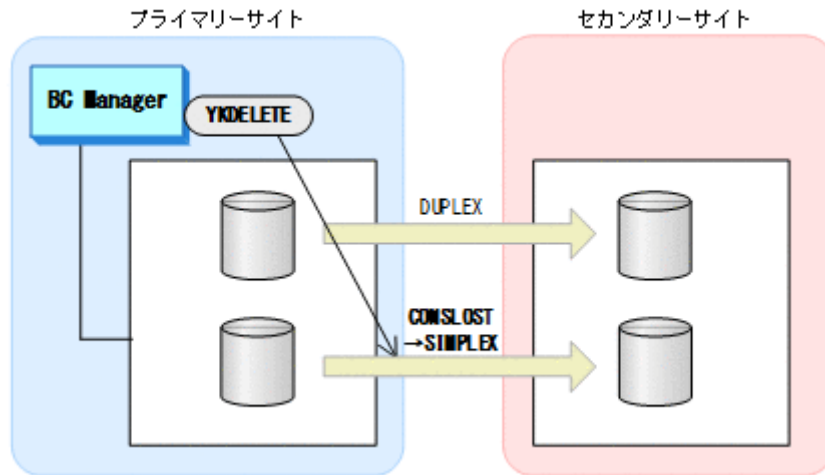 プライマリーサイト
セカンダリーサイト
BC Manager
YKDELETE
DUPLEX
COMSLOST
→SIMPLEX